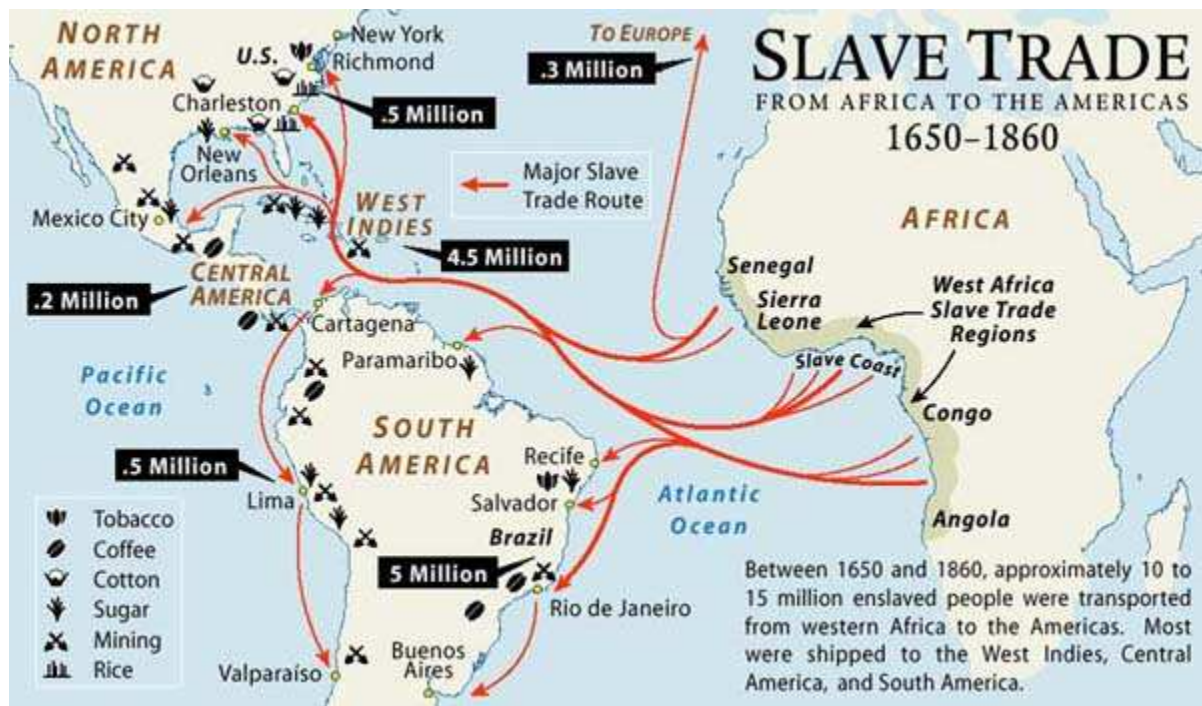 SLAVE TRADE
FROM AFRICA TO THE AMERICAS
1650–1860
NORTH
AMERICA
U.S.
New York
Richmond
Charleston
.5 Million
New
Orleans
Mexico City
WEST
INDIES
4.5 Million
CENTRAL
AMERICA
.2 Million
TO EUROPE
.3 Million
Major Slave
Trade Route
AFRICA
Senegal
Sierra
Leone
West Africa
Slave Trade
Regions
Slave Coast
Congo
Angola
Cartagena
Paramaribo
Pacific
Ocean
SOUTH
AMERICA
.5 Million
Lima
Recife
Salvador
Brazil
5 Million
Rio de Janeiro
Atlantic
Ocean
Buenos
Aires
Valparaíso
Tobacco
Coffee
Cotton
Sugar
Mining
Rice
Between 1650 and 1860, approximately 10 to
15 million enslaved people were transported
from western Africa to the Americas. Most
were shipped to the West Indies, Central
America, and South America.